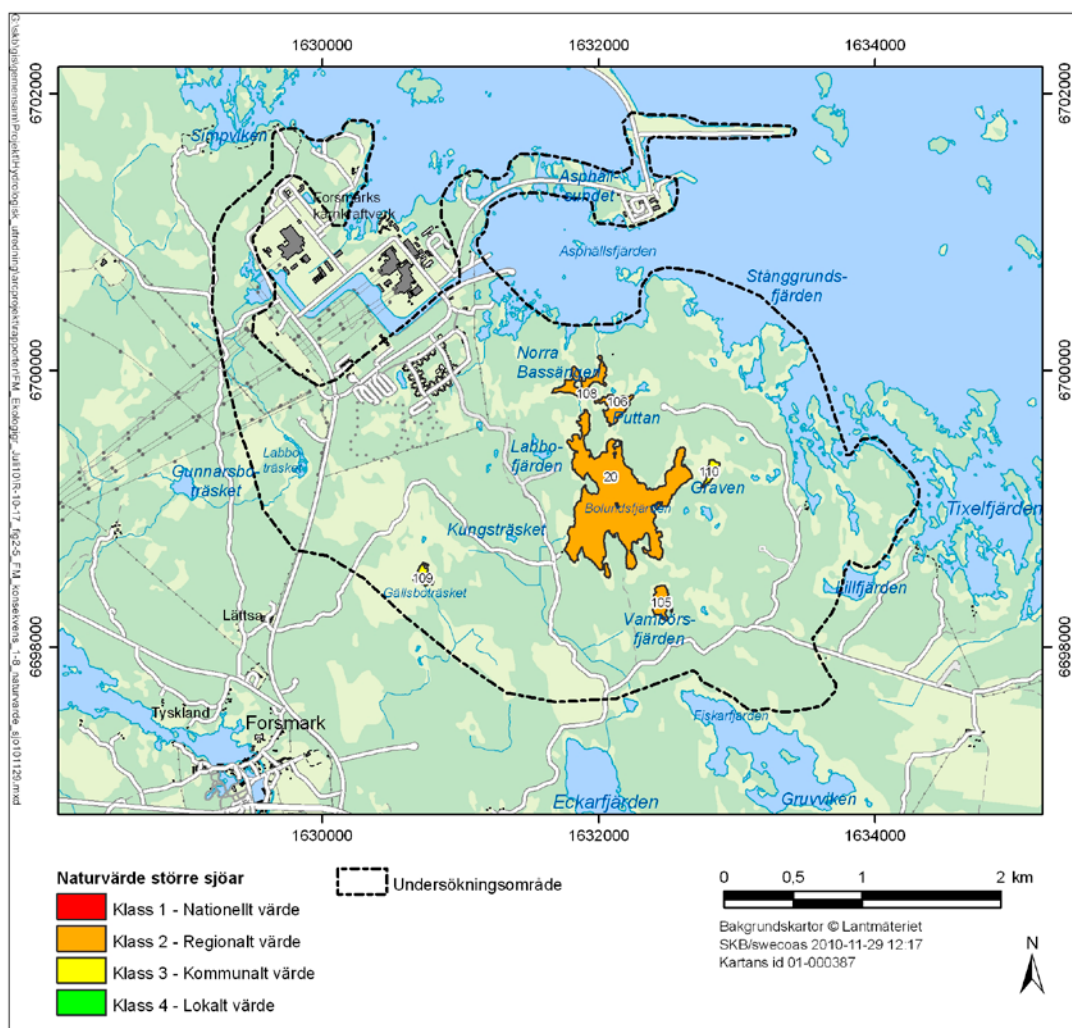 1630000
1632000
1634000
6702000
6702000
6700000
6700000
6698000
6698000
Simpviken
Forsmarks
kärnkraftverk
Asphäll-
sundet
Asphällsfjärden
Stånggrunds-
fjärden
Norra
Bassängen
108
106
Puttan
Labbo-
träsket
Gunnarsbo-
träsket
Labbo-
fjärden
20
110
Graven
Bolundsfjärden
Tixelfjärden
Kungsträsket
109
Gällsboträsket
Lillfjärden
105
Vambörs-
fjärden
Lättsa
Tyskland
Forsmark
Fiskarfjärden
Eckarfjärden
Gruvviken
1630000
1632000
1634000
Naturvärde större sjöar
Klass 1 - Nationellt värde
Klass 2 - Regionalt värde
Klass 3 - Kommunalt värde
Klass 4 - Lokalt värde
Undersökningsområde
0 0,5 1 2 km
Bakgrundskartor © Lantmäteriet
SKB/swecoas 2010-11-29 12:17
Kartans id 01-000387
N